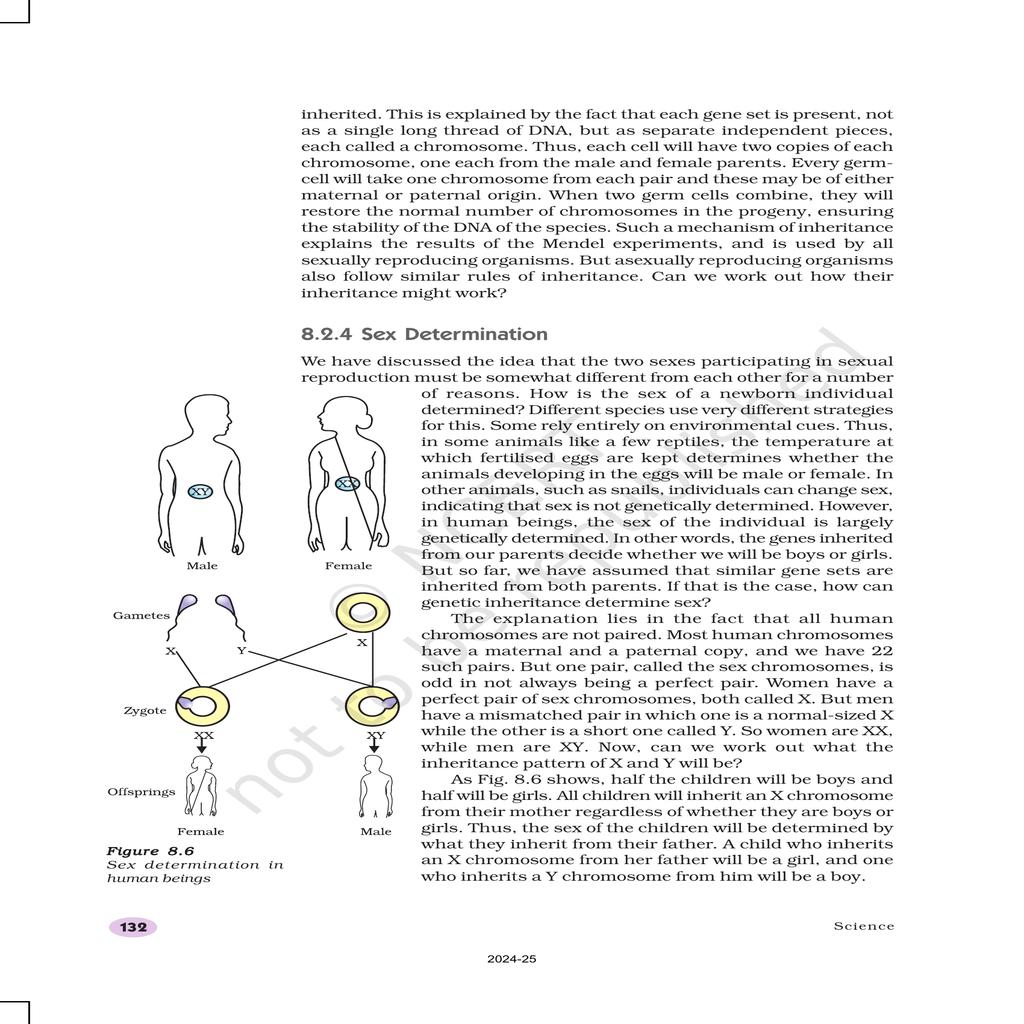 inherited. This is explained by the fact that each gene set is present, not
as a single long thread of DNA, but as separate independent pieces,
each called a chromosome. Thus, each cell will have two copies of each
chromosome, one each from the male and female parents. Every germ-
cell will take one chromosome from each pair and these may be of either
maternal or paternal origin. When two germ cells combine, they will
restore the normal number of chromosomes in the progeny, ensuring
the stability of the DNA of the species. Such a mechanism of inheritance
explains the results of the Mendel experiments, and is used by all
sexually reproducing organisms. But asexually reproducing organisms
also follow similar rules of inheritance. Can we work out how their
inheritance might work?
8.2.4 Sex Determination
We have discussed the idea that the two sexes participating in sexual
reproduction must be somewhat different from each other for a number
of reasons. How is the sex of a newborn individual
determined? Different species use very different strategies
for this. Some rely entirely on environmental cues. Thus,
in some animals like a few reptiles, the temperature at
which fertilised eggs are kept determines whether the
animals developing in the eggs will be male or female. In
other animals, such as snails, individuals can change sex,
indicating that sex is not genetically determined. However,
in human beings, the sex of the individual is largely
genetically determined. In other words, the genes inherited
from our parents decide whether we will be boys or girls.
But so far, we have assumed that similar gene sets are
inherited from both parents. If that is the case, how can
genetic inheritance determine sex?
The explanation lies in the fact that all human
chromosomes are not paired. Most human chromosomes
have a maternal and a paternal copy, and we have 22
such pairs. But one pair, called the sex chromosomes, is
odd in not always being a perfect pair. Women have a
perfect pair of sex chromosomes, both called X. But men
have a mismatched pair in which one is a normal-sized X
while the other is a short one called Y. So women are XX,
while men are XY. Now, can we work out what the
inheritance pattern of X and Y will be?
As Fig. 8.6 shows, half the children will be boys and
half will be girls. All children will inherit an X chromosome
from their mother regardless of whether they are boys or
girls. Thus, the sex of the children will be determined by
what they inherit from their father. A child who inherits
an X chromosome from her father will be a girl, and one
who inherits a Y chromosome from him will be a boy.
XY
XX
Male
Female
Gametes
X
Y
X
Zygote
XX
XY
Offsprings
Female
Male
Figure 8.6
Sex determination in
human beings
© NCERT
not to be republished
132
Science
2024-25